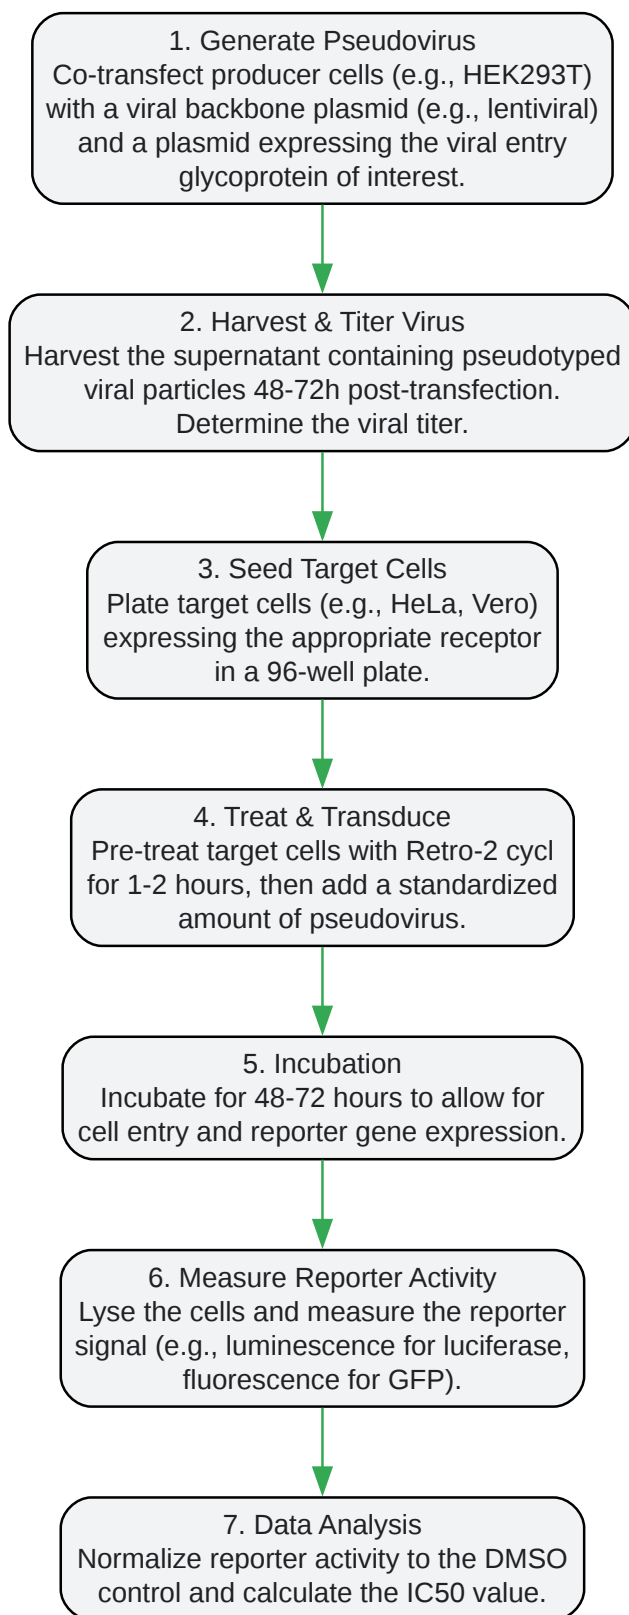 1. Generate Pseudovirus
Co-transfect producer cells (e.g., HEK293T)
with a viral backbone plasmid (e.g., lentiviral)
and a plasmid expressing the viral entry
glycoprotein of interest.
2. Harvest & Titer Virus
Harvest the supernatant containing pseudotyped
viral particles 48-72h post-transfection.
Determine the viral titer.
3. Seed Target Cells
Plate target cells (e.g., HeLa, Vero)
expressing the appropriate receptor
in a 96-well plate.
4. Treat & Transduce
Pre-treat target cells with Retro-2 cycl
for 1-2 hours, then add a standardized
amount of pseudovirus.
5. Incubation
Incubate for 48-72 hours to allow for
cell entry and reporter gene expression.
6. Measure Reporter Activity
Lyse the cells and measure the reporter
signal (e.g., luminescence for luciferase,
fluorescence for GFP).
7. Data Analysis
Normalize reporter activity to the DMSO
control and calculate the IC50 value.